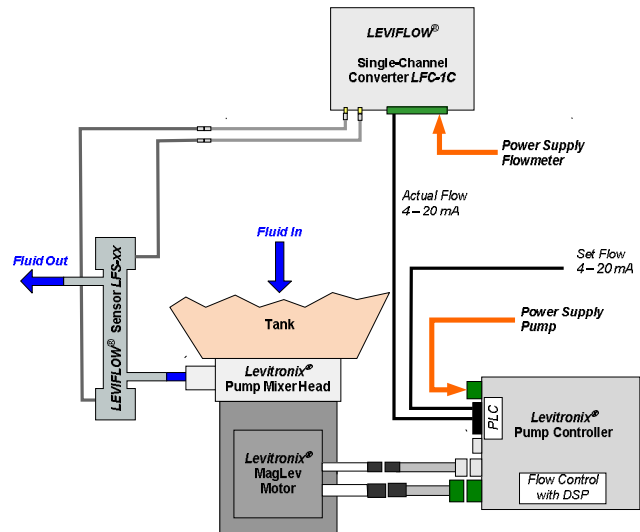 LEVIFLOW®
Single-Channel
Converter LFC-1C
Power Supply
Flowmeter
Actual Flow
4 – 20 mA
Fluid In
Set Flow
4 – 20 mA
Fluid Out
LEVIFLOW® Sensor LFS-xx
Power Supply
Pump
Tank
Levitronix®
Pump Mixer Head
PLC
Levitronix®
Pump Controller
Levitronix®
MagLev
Motor
Flow Control
with DSP